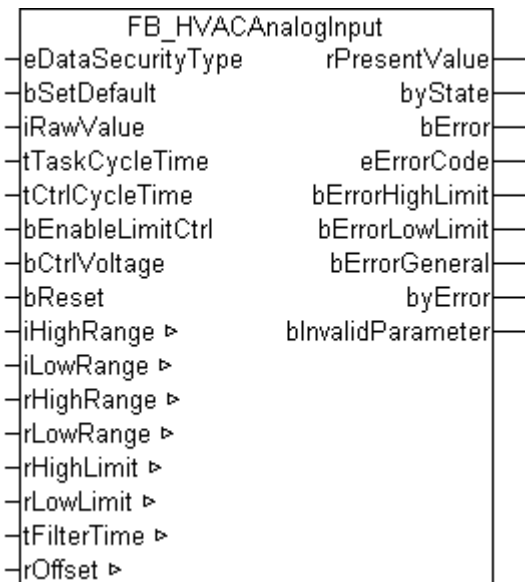 FB_HVACAnalogInput
eDataSecurityType rPresentValue
bSetDefault byState
iRawValue bError
tTaskCycleTime eErrorCode
tCtrlCycleTime bErrorHighLimit
bEnableLimitCtrl bErrorLowLimit
bCtrlVoltage bErrorGeneral
bReset byError
iHighRange ▹ bInvalidParameter
iLowRange ▹
rHighRange ▹
rLowRange ▹
rHighLimit ▹
rLowLimit ▹
tFilterTime ▹
rOffset ▹